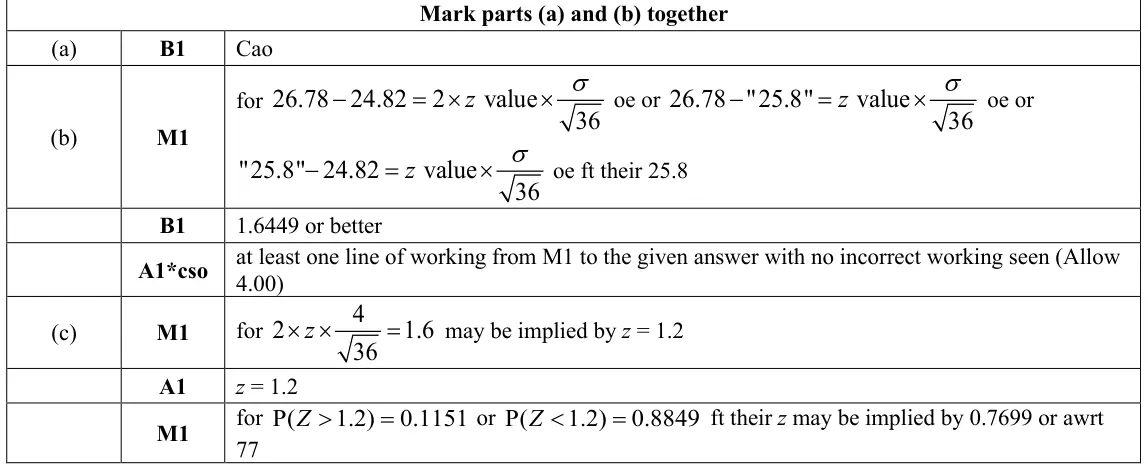 Mark parts (a) and (b) together
(a) B1 Cao
(b) M1 for 26.78 − 24.82 = 2 × z value × σ/√36 oe or 26.78 − "25.8" = z value × σ/√36 oe or
"25.8" − 24.82 = z value × σ/√36 oe ft their 25.8
B1 1.6449 or better
A1*cso at least one line of working from M1 to the given answer with no incorrect working seen (Allow
4.00)
(c) M1 for 2 × z × 4/√36 = 1.6 may be implied by z = 1.2
A1 z = 1.2
M1 for P(Z > 1.2) = 0.1151 or P(Z < 1.2) = 0.8849 ft their z may be implied by 0.7699 or awrt
77